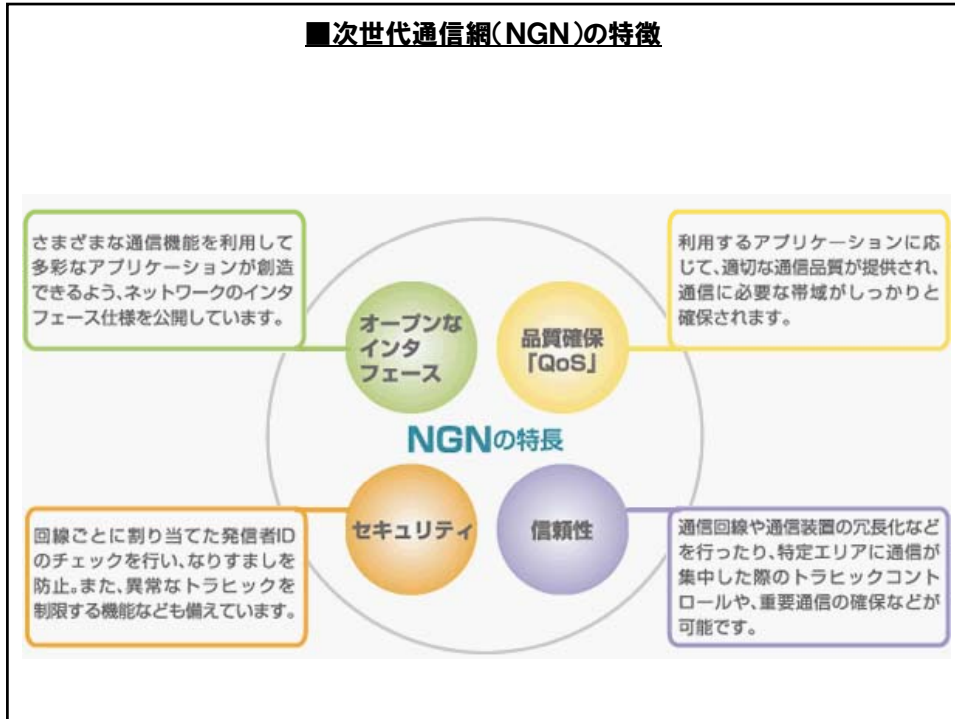 ■次世代通信網(NGN)の特徴
さまざまな通信機能を利用して
多彩なアプリケーションが創造
できるよう、ネットワークのインタ
フェース仕様を公開しています。
利用するアプリケーションに応
じて、適切な通信品質が提供され、
通信に必要な帯域がしっかりと
確保されます。
オープンな
インタ
フェース
品質確保
「QoS」
NGNの特長
セキュリティ
信頼性
回線ごとに割り当てた発信者ID
のチェックを行い、なりすましを
防止。また、異常なトラヒックを
制限する機能なども備えています。
通信回線や通信装置の冗長化など
を行ったり、特定エリアに通信が
集中した際のトラヒックコント
ロールや、重要通信の確保などが
可能です。